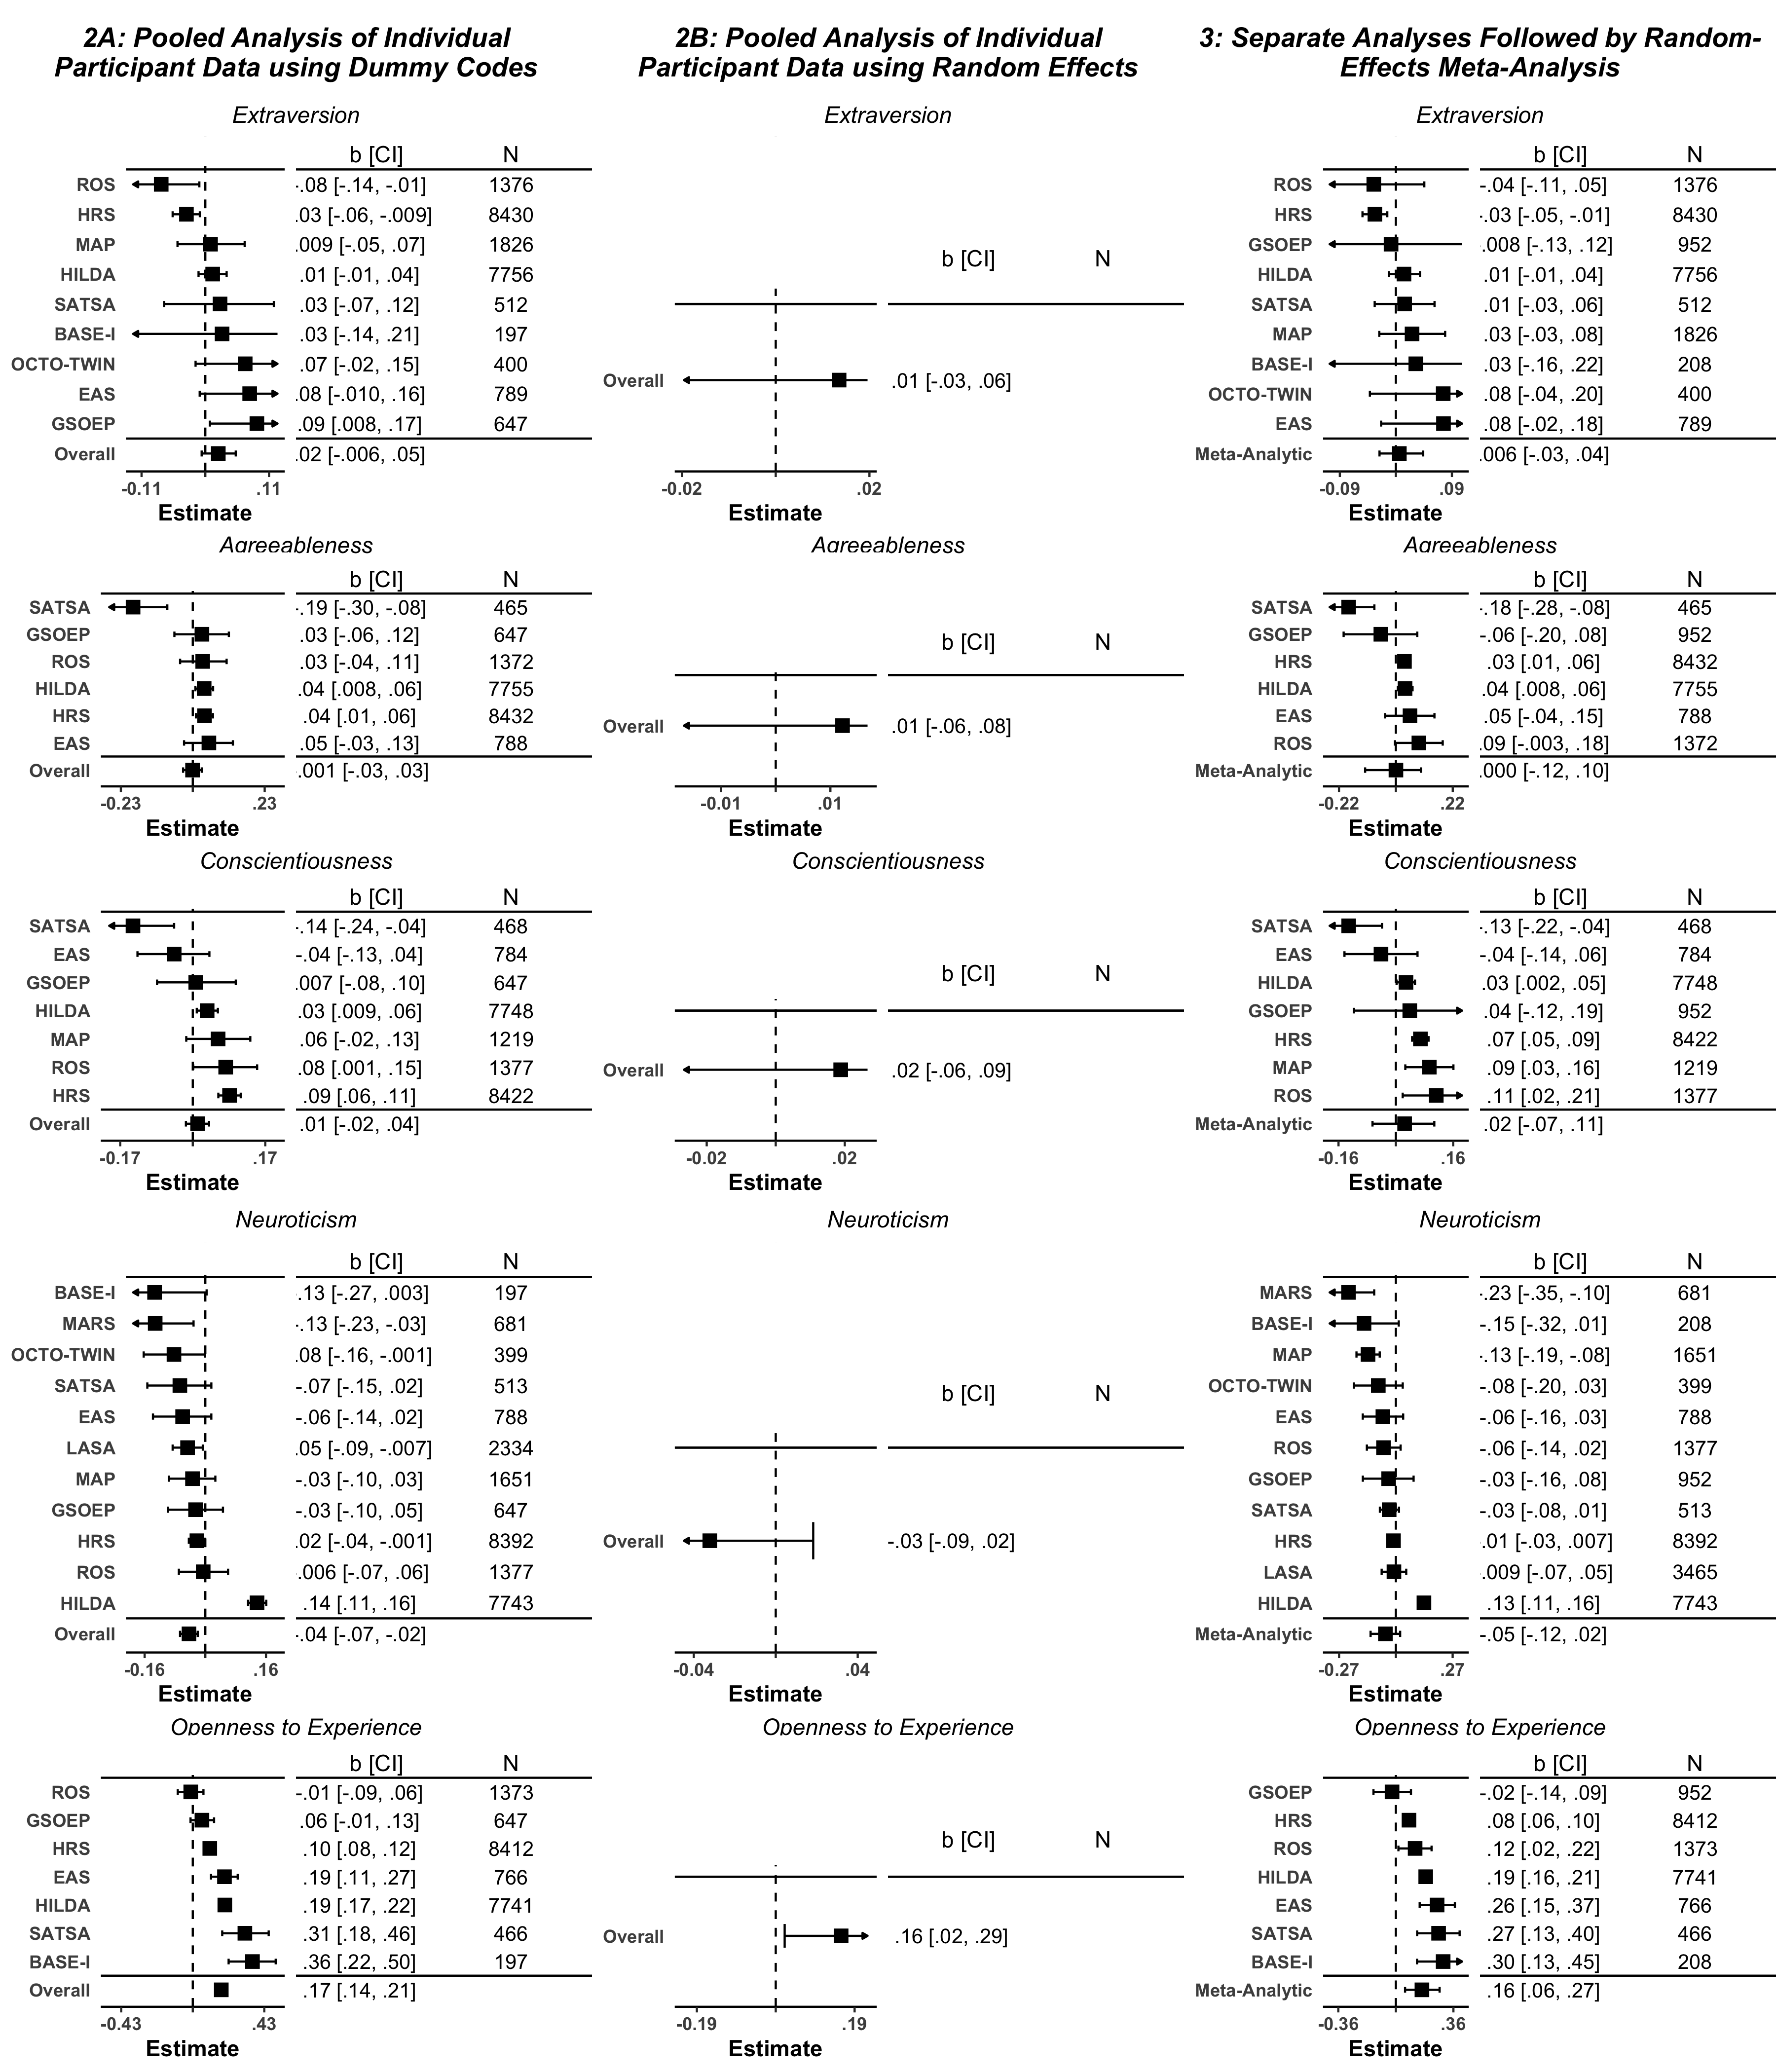 2A: Pooled Analysis of Individual
Participant Data using Dummy Codes
2B: Pooled Analysis of Individual
Participant Data using Random Effects
3: Separate Analyses Followed by Random-
Effects Meta-Analysis
Extraversion
b [CI] N
ROS -.08 [-.14, -.01] 1376
HRS .03 [-.06, -.009] 8430
MAP .009 [-.05, .07] 1826
HILDA .01 [-.01, .04] 7756
SATSA .03 [-.07, .12] 512
BASE-I .03 [-.14, .21] 197
OCTO-TWIN .07 [-.02, .15] 400
EAS .08 [-.010, .16] 789
GSOEP .09 [.008, .17] 647
Overall .02 [-.006, .05]
-0.11 .11
Estimate
Extraversion
b [CI] N
Overall .01 [-.03, .06]
-0.02 .02
Estimate
Extraversion
b [CI] N
ROS -.04 [-.11, .05] 1376
HRS -.03 [-.05, -.01] 8430
GSOEP .008 [-.13, .12] 952
HILDA .01 [-.01, .04] 7756
SATSA .01 [-.03, .06] 512
MAP .03 [-.03, .08] 1826
BASE-I .03 [-.16, .22] 208
OCTO-TWIN .08 [-.04, .20] 400
EAS .08 [-.02, .18] 789
Meta-Analytic .006 [-.03, .04]
-0.09 .09
Estimate
Agreeableness
b [CI] N
SATSA -.19 [-.30, -.08] 465
GSOEP .03 [-.06, .12] 647
ROS .03 [-.04, .11] 1372
HILDA .04 [.008, .06] 7755
HRS .04 [.01, .06] 8432
EAS .05 [-.03, .13] 788
Overall .001 [-.03, .03]
-0.23 .23
Estimate
Agreeableness
b [CI] N
Overall .01 [-.06, .08]
-0.01 .01
Estimate
Agreeableness
b [CI] N
SATSA -.18 [-.28, -.08] 465
GSOEP -.06 [-.20, .08] 952
HRS .03 [.01, .06] 8432
HILDA .04 [.008, .06] 7755
EAS .05 [-.04, .15] 788
ROS .09 [-.003, .18] 1372
Meta-Analytic .000 [-.12, .10]
-0.22 .22
Estimate
Conscientiousness
b [CI] N
SATSA -.14 [-.24, -.04] 468
EAS -.04 [-.13, .04] 784
GSOEP .007 [-.08, .10] 647
HILDA .03 [.009, .06] 7748
MAP .06 [-.02, .13] 1219
ROS .08 [.001, .15] 1377
HRS .09 [.06, .11] 8422
Overall .01 [-.02, .04]
-0.17 .17
Estimate
Conscientiousness
b [CI] N
Overall .02 [-.06, .09]
-0.02 .02
Estimate
Conscientiousness
b [CI] N
SATSA -.13 [-.22, -.04] 468
EAS -.04 [-.14, .06] 784
HILDA .03 [.002, .05] 7748
GSOEP .04 [-.12, .19] 952
HRS .07 [.05, .09] 8422
MAP .09 [.03, .16] 1219
ROS .11 [.02, .21] 1377
Meta-Analytic .02 [-.07, .11]
-0.16 .16
Estimate
Neuroticism
b [CI] N
BASE-I -.13 [-.27, .003] 197
MARS -.13 [-.23, -.03] 681
OCTO-TWIN .08 [-.16, -.001] 399
SATSA -.07 [-.15, .02] 513
EAS -.06 [-.14, .02] 788
LASA .05 [-.09, -.007] 2334
MAP -.03 [-.10, .03] 1651
GSOEP -.03 [-.10, .05] 647
HRS .02 [-.04, -.001] 8392
ROS .006 [-.07, .06] 1377
HILDA .14 [.11, .16] 7743
Overall -.04 [-.07, -.02]
-0.16 .16
Estimate
Neuroticism
b [CI] N
Overall -.03 [-.09, .02]
-0.04 .04
Estimate
Neuroticism
b [CI] N
MARS -.23 [-.35, -.10] 681
BASE-I -.15 [-.32, .01] 208
MAP -.13 [-.19, -.08] 1651
OCTO-TWIN -.08 [-.20, .03] 399
EAS -.06 [-.16, .03] 788
ROS -.06 [-.14, .02] 1377
GSOEP -.03 [-.16, .08] 952
SATSA -.03 [-.08, .01] 513
HRS .01 [-.03, .007] 8392
LASA .009 [-.07, .05] 3465
HILDA .13 [.11, .16] 7743
Meta-Analytic -.05 [-.12, .02]
-0.27 .27
Estimate
Openness to Experience
b [CI] N
ROS -.01 [-.09, .06] 1373
GSOEP .06 [-.01, .13] 647
HRS .10 [.08, .12] 8412
EAS .19 [.11, .27] 766
HILDA .19 [.17, .22] 7741
SATSA .31 [.18, .46] 466
BASE-I .36 [.22, .50] 197
Overall .17 [.14, .21]
-0.43 .43
Estimate
Openness to Experience
b [CI] N
Overall .16 [.02, .29]
-0.19 .19
Estimate
Openness to Experience
b [CI] N
GSOEP -.02 [-.14, .09] 952
HRS .08 [.06, .10] 8412
ROS .12 [.02, .22] 1373
HILDA .19 [.16, .21] 7741
EAS .26 [.15, .37] 766
SATSA .27 [.13, .40] 466
BASE-I .30 [.13, .45] 208
Meta-Analytic .16 [.06, .27]
-0.36 .36
Estimate